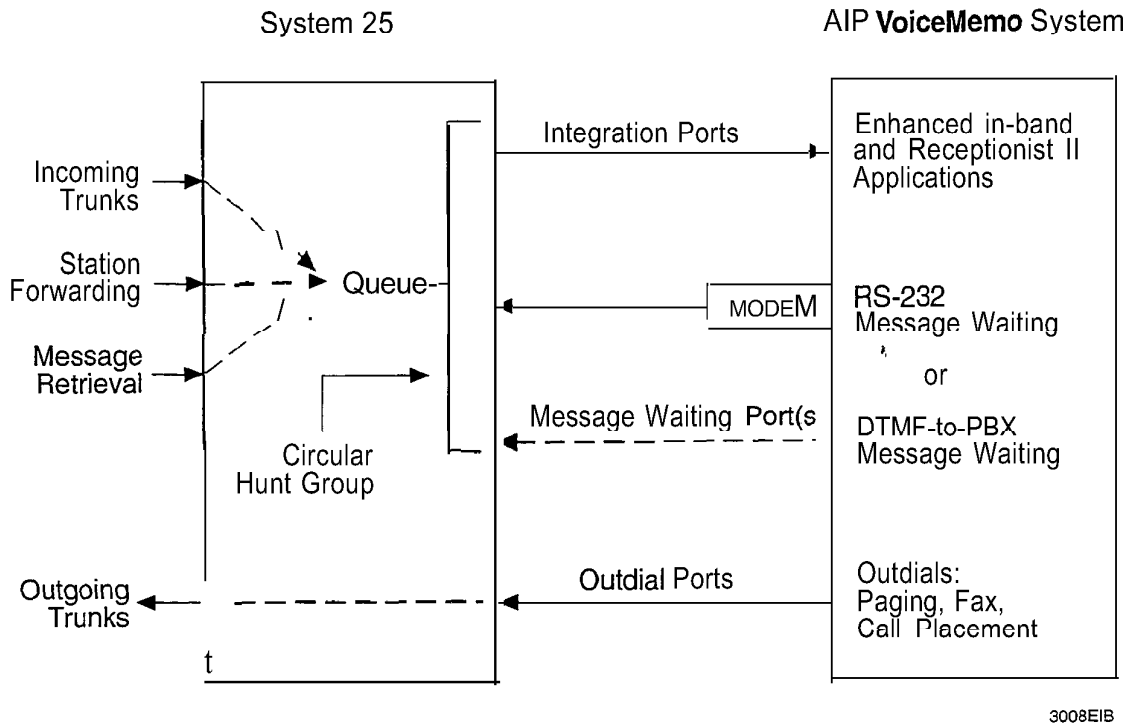 System 25
AIP VoiceMemo System
Integration Ports
Enhanced in-band
and Receptionist II
Applications
Incoming
Trunks
Station
Forwarding
Queue-
MODEM
RS-232
Message Waiting
or
Message
Retrieval
Message Waiting Port(s
DTMF-to-PBX
Message Waiting
Circular
Hunt Group
Outgoing
Trunks
Outdial Ports
Outdials:
Paging, Fax,
Call Placement
t
3008EIB